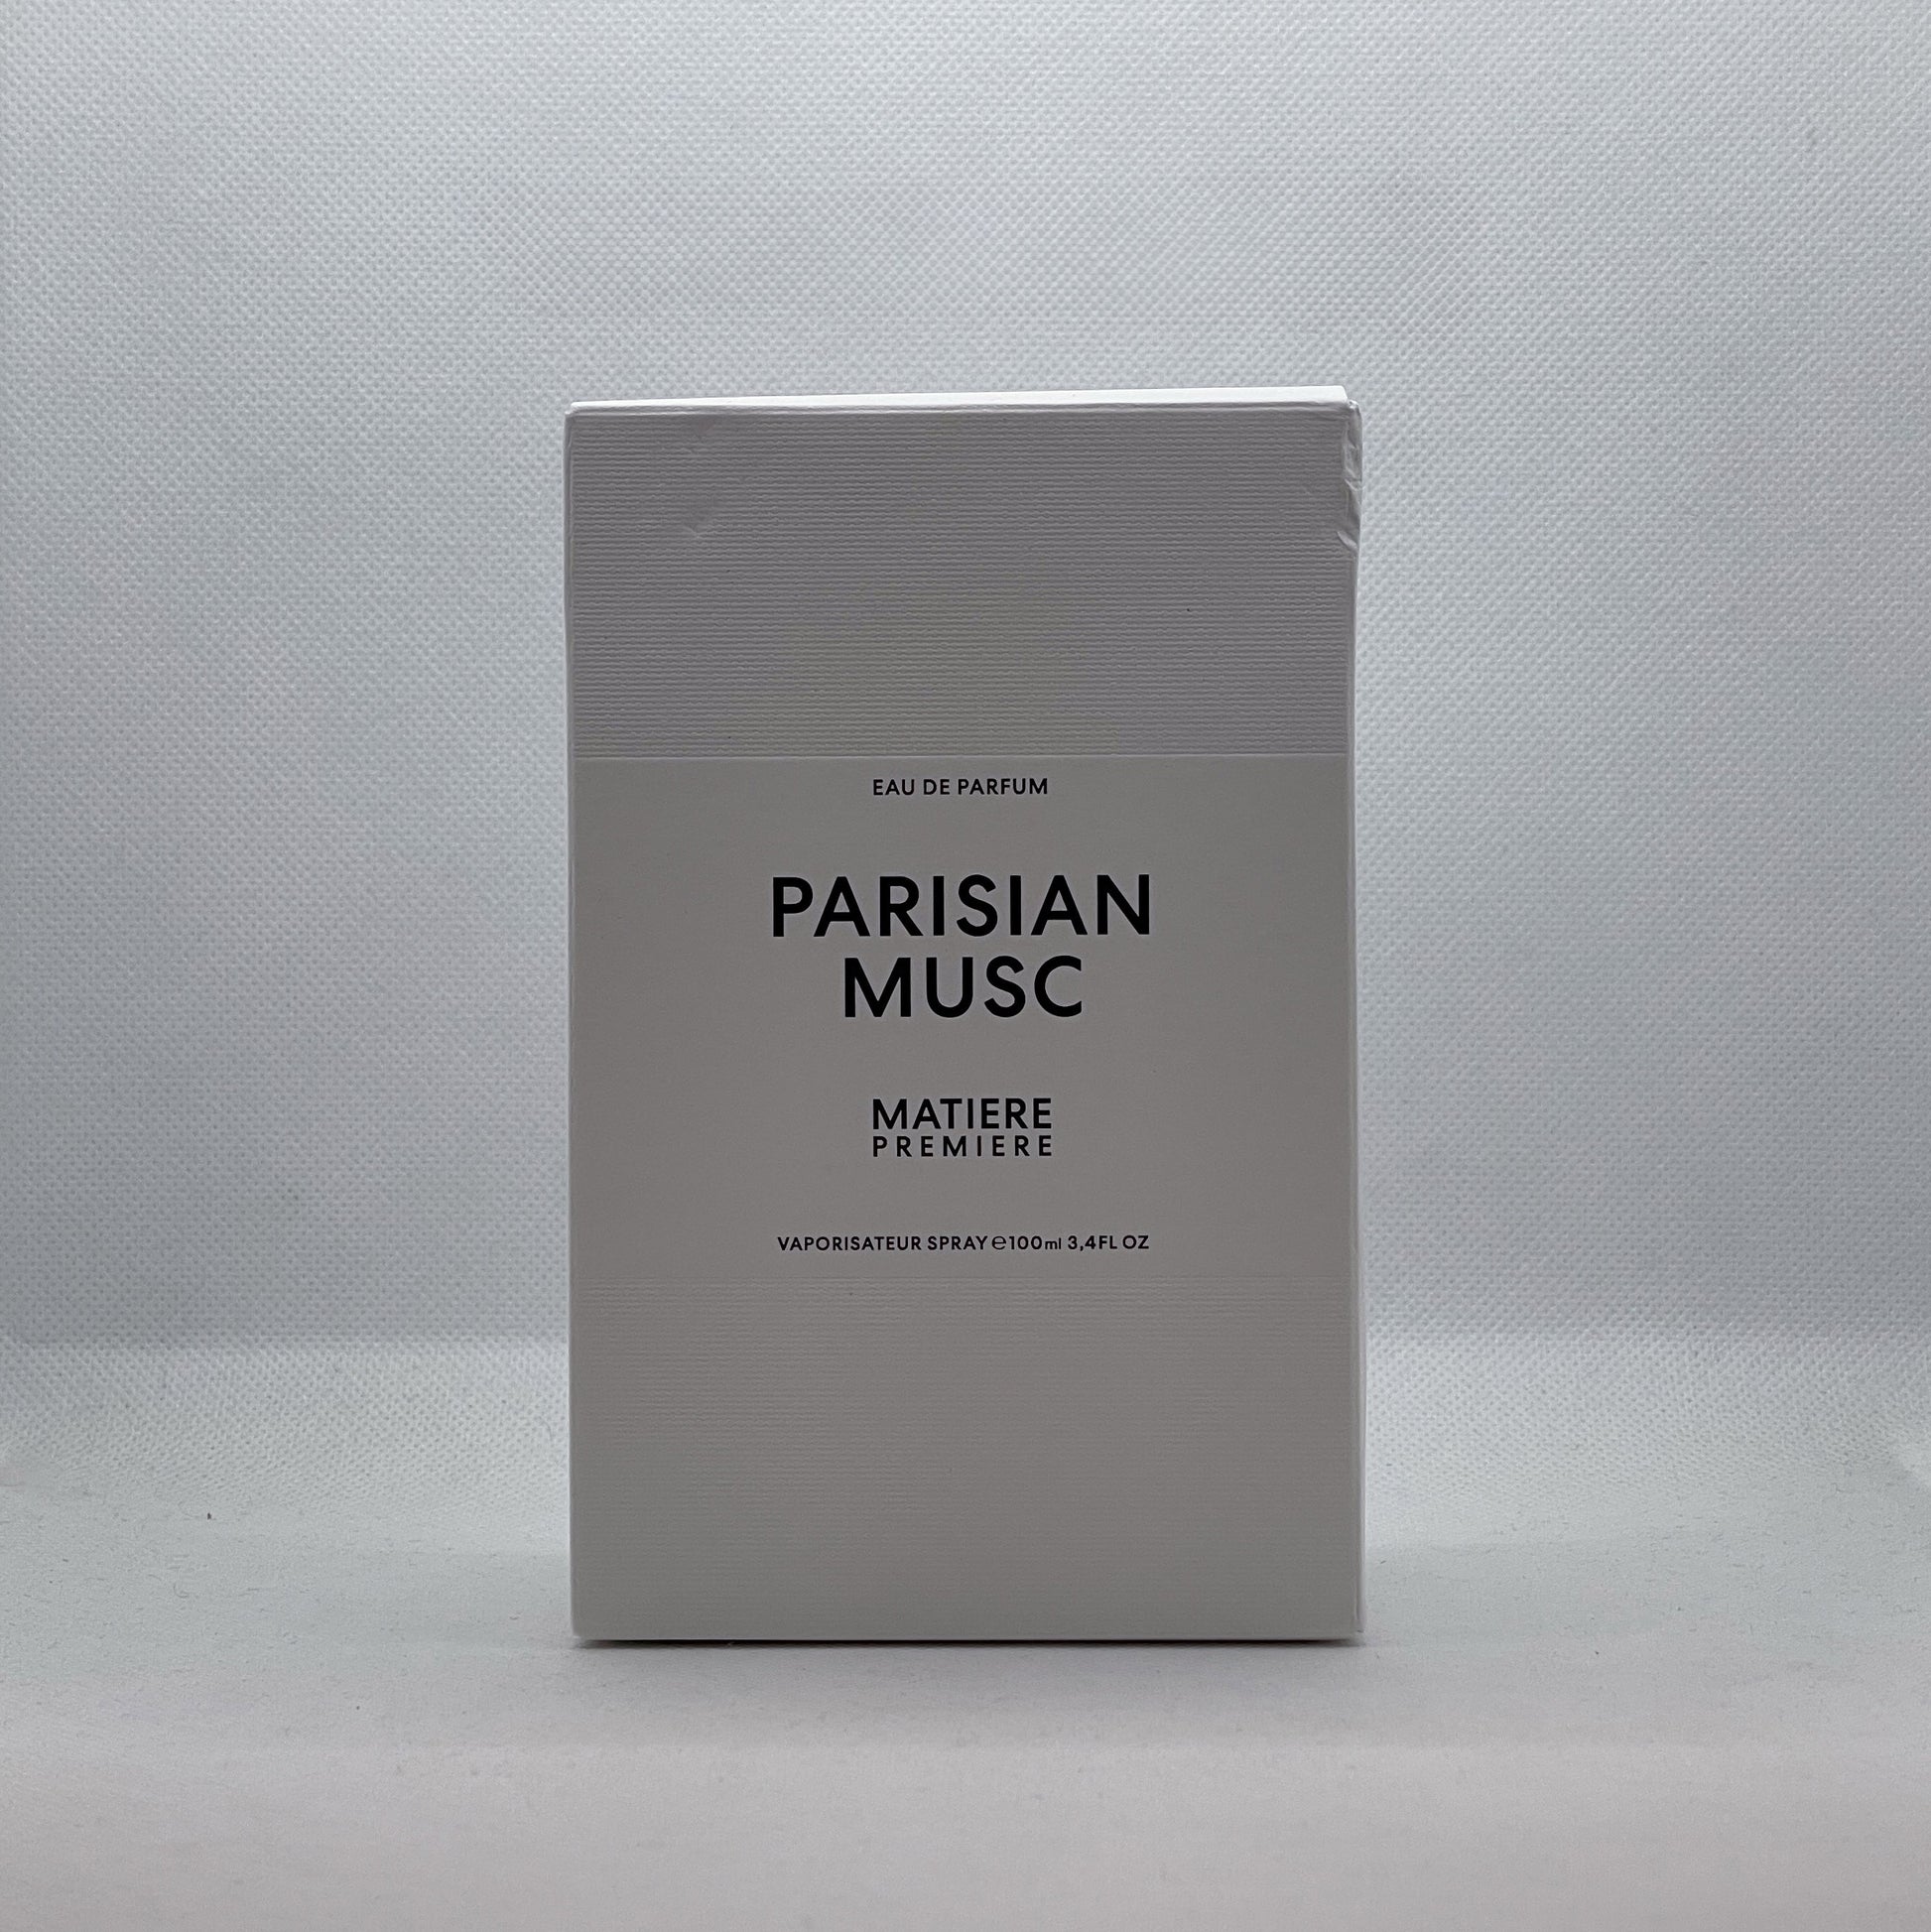 EAU DE PARFUM
PARISIAN
MUSC
MATIERE
PREMIERE
VAPORISATEUR SPRAY ℮100ml 3,4FL OZ